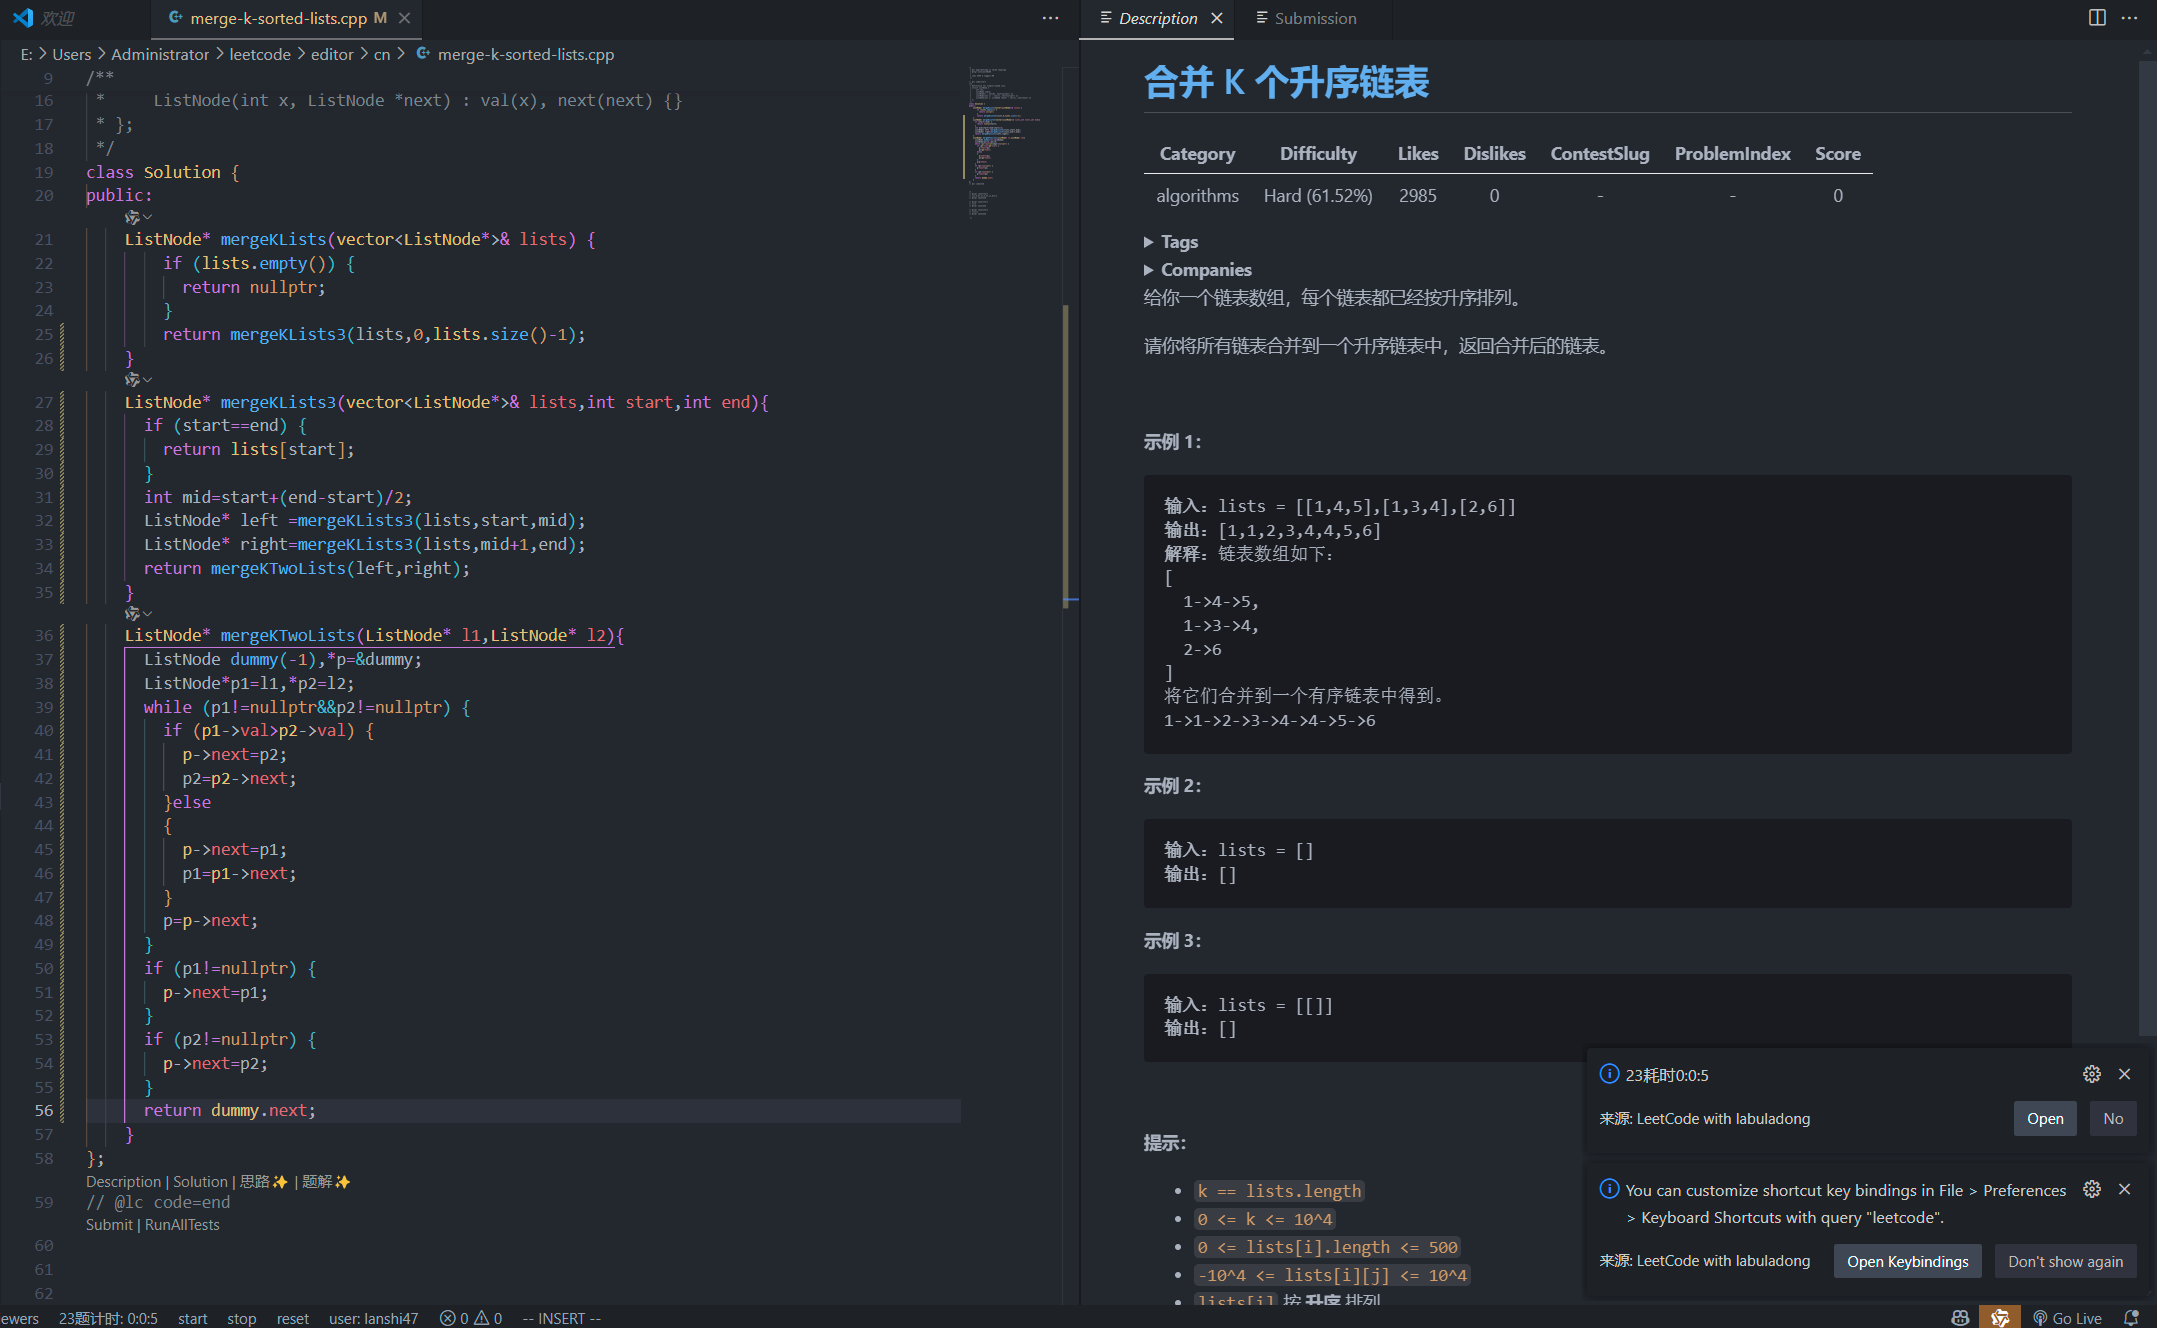 欢迎
merge-k-sorted-lists.cpp M
E: > Users > Administrator > leetcode > editor > cn > merge-k-sorted-lists.cpp
9 /**
16 *     ListNode(int x, ListNode *next) : val(x), next(next) {}
17 * };
18 */
19 class Solution {
20 public:
21 ListNode* mergeKLists(vector<ListNode*>& lists) {
22 if (lists.empty()) {
23 return nullptr;
24 }
25 return mergeKLists3(lists,0,lists.size()-1);
26 }
27 ListNode* mergeKLists3(vector<ListNode*>& lists,int start,int end){
28 if (start==end) {
29 return lists[start];
30 }
31 int mid=start+(end-start)/2;
32 ListNode* left =mergeKLists3(lists,start,mid);
33 ListNode* right=mergeKLists3(lists,mid+1,end);
34 return mergeKTwoLists(left,right);
35 }
36 ListNode* mergeKTwoLists(ListNode* l1,ListNode* l2){
37 ListNode dummy(-1),*p=&dummy;
38 ListNode*p1=l1,*p2=l2;
39 while (p1!=nullptr&&p2!=nullptr) {
40 if (p1->val>p2->val) {
41 p->next=p2;
42 p2=p2->next;
43 }else
44 {
45 p->next=p1;
46 p1=p1->next;
47 }
48 p=p->next;
49 }
50 if (p1!=nullptr) {
51 p->next=p1;
52 }
53 if (p2!=nullptr) {
54 p->next=p2;
55 }
56 return dummy.next;
57 }
58 };
Description | Solution | 思路✨ | 题解✨
59 // @lc code=end
Submit | RunAllTests
60
61
62
Description
Submission
合并 K 个升序链表
Category Difficulty Likes Dislikes ContestSlug ProblemIndex Score
algorithms Hard (61.52%) 2985 0 - - 0
▶ Tags
▶ Companies
给你一个链表数组，每个链表都已经按升序排列。
请你将所有链表合并到一个升序链表中，返回合并后的链表。
示例 1：
输入：lists = [[1,4,5],[1,3,4],[2,6]]
输出：[1,1,2,3,4,4,5,6]
解释：链表数组如下：
[
1->4->5,
1->3->4,
2->6
]
将它们合并到一个有序链表中得到。
1->1->2->3->4->4->5->6
示例 2：
输入：lists = []
输出：[]
示例 3：
输入：lists = [[]]
输出：[]
提示：
• k == lists.length
• 0 <= k <= 10^4
• 0 <= lists[i].length <= 500
• -10^4 <= lists[i][j] <= 10^4
• lists[i] 按 升序 排列
23耗时0:0:5
来源: LeetCode with labuladong
Open No
You can customize shortcut key bindings in File > Preferences
> Keyboard Shortcuts with query "leetcode".
来源: LeetCode with labuladong
Open Keybindings Don't show again
ewers 23题计时: 0:0:5 start stop reset user: lanshi47 0 0 -- INSERT -- Go Live